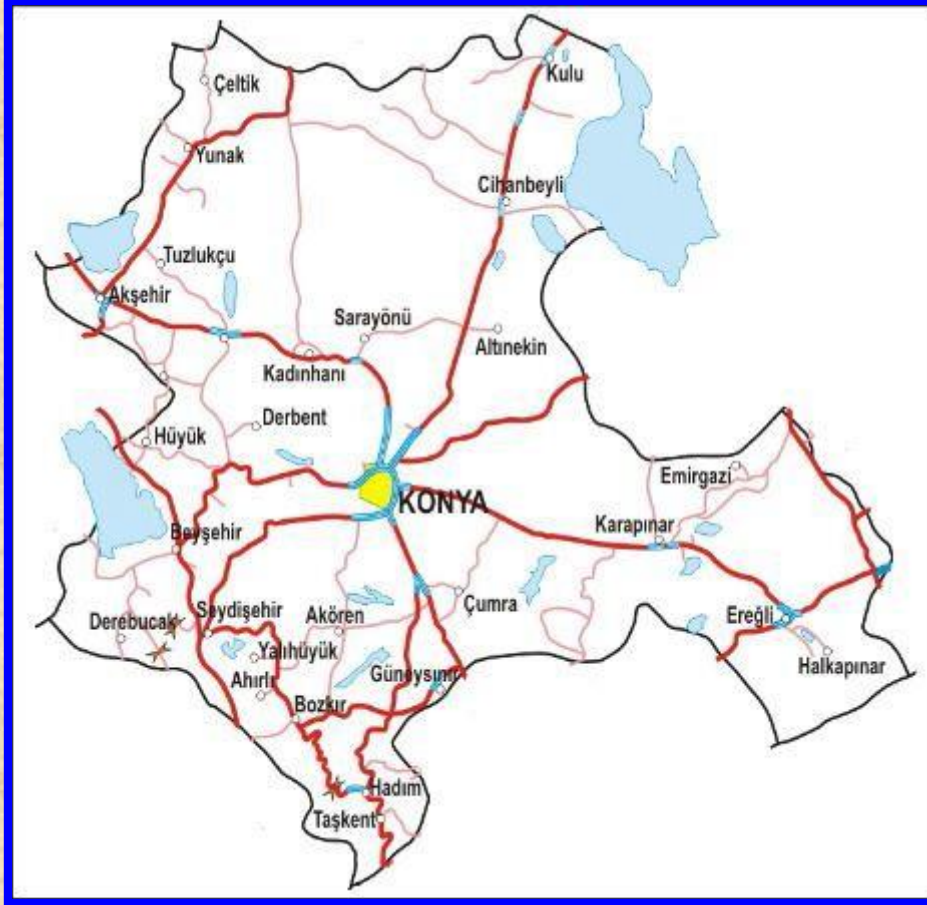 Kulu
Çeltik
Yunak
Cihanbeyli
Tuzlukçu
Akşehir
Sarayönü
Altınekin
Kadınhanı
Derbent
Hüyük
Emirgazi
KONYA
Karapınar
Beyşehir
Çumra
Seydişehir
Akören
Derebucak
Ereğli
Yalıhüyük
Halkapınar
Ahırlı
Güneysınır
Bozkır
Hadım
Taşkent